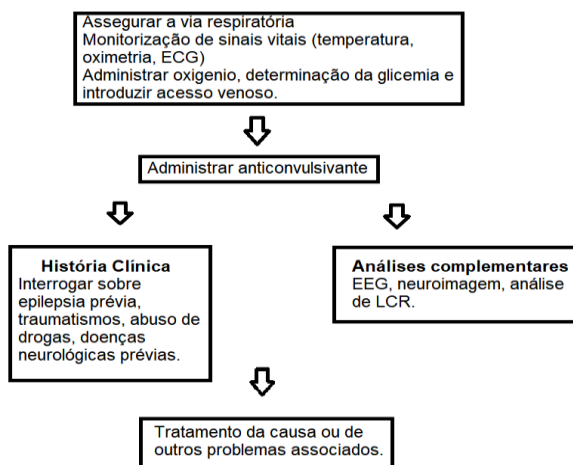 Assegurar a via respiratória
Monitorização de sinais vitais (temperatura,
oximetria, ECG)
Administrar oxigenio, determinação da glicemia e
introduzir acesso venoso.
Administrar anticonvulsivante
História Clínica
Interrogar sobre
epilepsia prévia,
traumatismos, abuso de
drogas, doenças
neurológicas prévias.
Análises complementares
EEG, neuroimagem, análise
de LCR.
Tratamento da causa ou de
outros problemas associados.